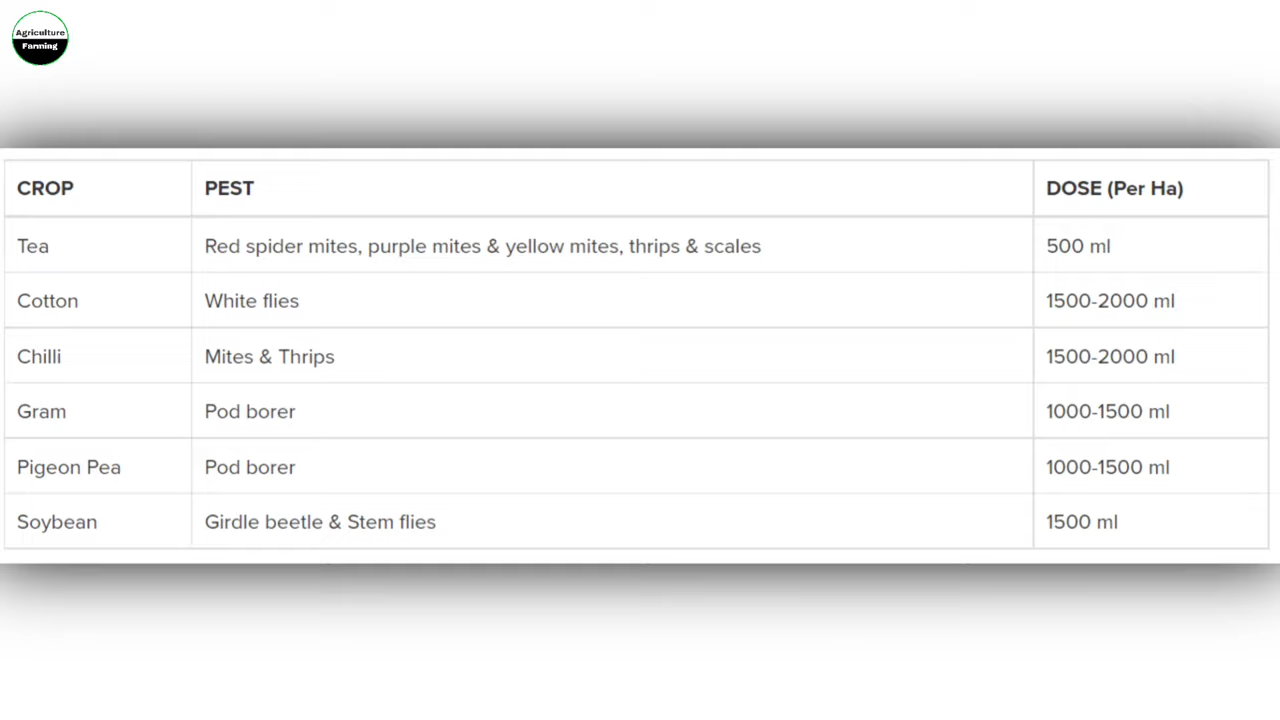 Agriculture
Farming
CROP PEST DOSE (Per Ha)
Tea Red spider mites, purple mites & yellow mites, thrips & scales 500 ml
Cotton White flies 1500-2000 ml
Chilli Mites & Thrips 1500-2000 ml
Gram Pod borer 1000-1500 ml
Pigeon Pea Pod borer 1000-1500 ml
Soybean Girdle beetle & Stem flies 1500 ml